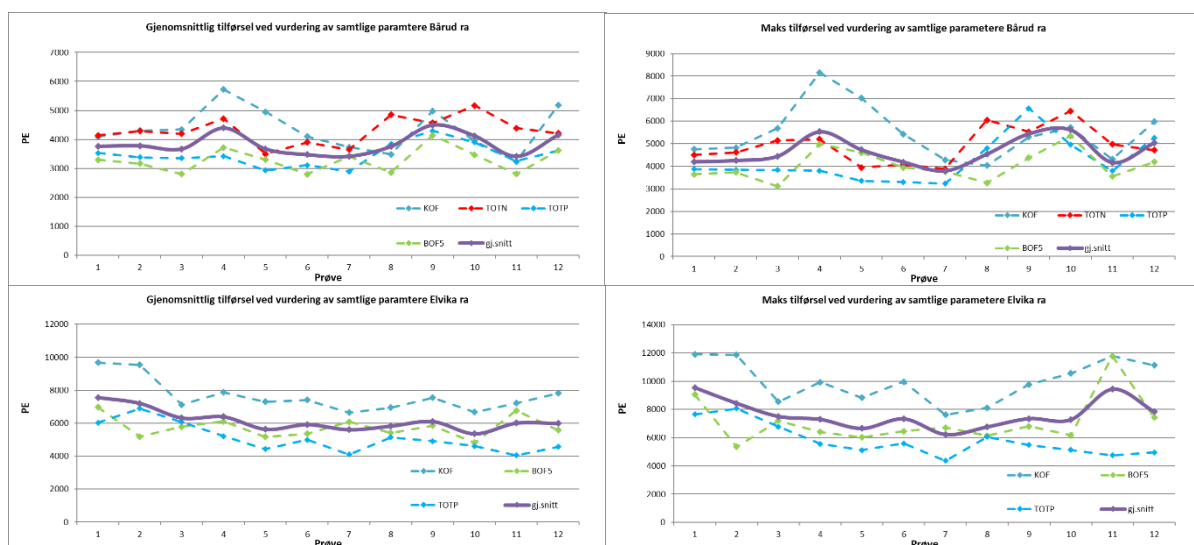 Gjenomsnittlig tilførsel ved vurdering av samtlige paramtere Bårud ra
7000
6000
5000
4000
3000
2000
1000
0
PE
KOF
TOTN
TOTP
BOF5
gj.snitt
1 2 3 4 5 6 7 8 9 10 11 12
Prøve
Maks tilførsel ved vurdering av samtlige parametere Bårud ra
9000
8000
7000
6000
5000
4000
3000
2000
1000
0
PE
KOF
TOTN
TOTP
BOF5
gj.snitt
1 2 3 4 5 6 7 8 9 10 11 12
Prøve
Gjenomsnittlig tilførsel ved vurdering av samtlige paramtere Elvika ra
12000
10000
8000
6000
4000
2000
0
PE
KOF
BOF5
TOTP
gj.snitt
1 2 3 4 5 6 7 8 9 10 11 12
Prøve
Maks tilførsel ved vurdering av samtlige parametere Elvika ra
14000
12000
10000
8000
6000
4000
2000
0
PE
KOF
BOF5
TOTP
gj.snitt
1 2 3 4 5 6 7 8 9 10 11 12
Prøve